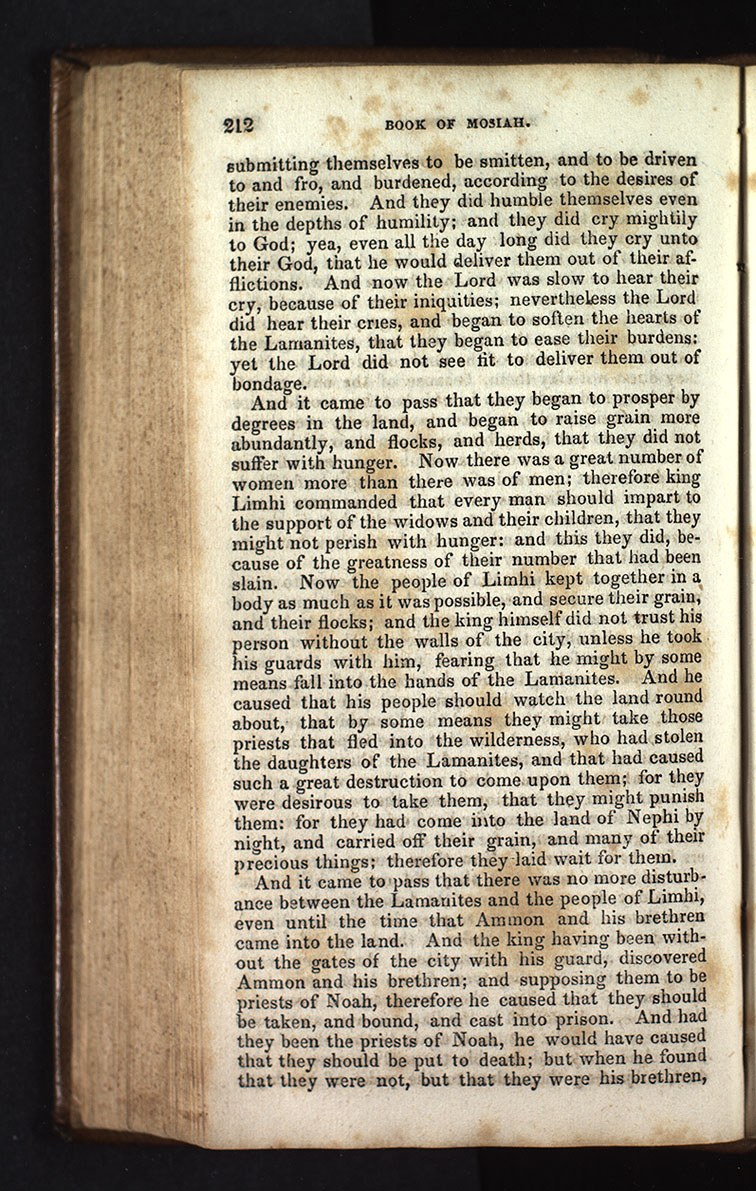 212 BOOK OF MOSIAH.
submitting themselves to be smitten, and to be driven
to and fro, and burdened, according to the desires of
their enemies. And they did humble themselves even
in the depths of humility; and they did cry mightily
to God; yea, even all the day long did they cry unto
their God, that he would deliver them out of their af-
flictions. And now the Lord was slow to hear their
cry, because of their iniquities; nevertheless the Lord
did hear their cries, and began to soften the hearts of
the Lamanites, that they began to ease their burdens:
yet the Lord did not see fit to deliver them out of
bondage.
And it came to pass that they began to prosper by
degrees in the land, and began to raise grain more
abundantly, and flocks, and herds, that they did not
suffer with hunger. Now there was a great number of
women more than there was of men; therefore king
Limhi commanded that every man should impart to
the support of the widows and their children, that they
might not perish with hunger: and this they did, be-
cause of the greatness of their number that had been
slain. Now the people of Limhi kept together in a
body as much as it was possible, and secure their grain,
and their flocks; and the king himself did not trust his
person without the walls of the city, unless he took
his guards with him, fearing that he might by some
means fall into the hands of the Lamanites. And he
caused that his people should watch the land round
about, that by some means they might take those
priests that fled into the wilderness, who had stolen
the daughters of the Lamanites, and that had caused
such a great destruction to come upon them; for they
were desirous to take them, that they might punish
them: for they had come into the land of Nephi by
night, and carried off their grain, and many of their
precious things; therefore they laid wait for them.
And it came to pass that there was no more disturb-
ance between the Lamanites and the people of Limhi,
even until the time that Ammon and his brethren
came into the land. And the king having been with-
out the gates of the city with his guard, discovered
Ammon and his brethren; and supposing them to be
priests of Noah, therefore he caused that they should
be taken, and bound, and cast into prison. And had
they been the priests of Noah, he would have caused
that they should be put to death; but when he found
that they were not, but that they were his brethren,